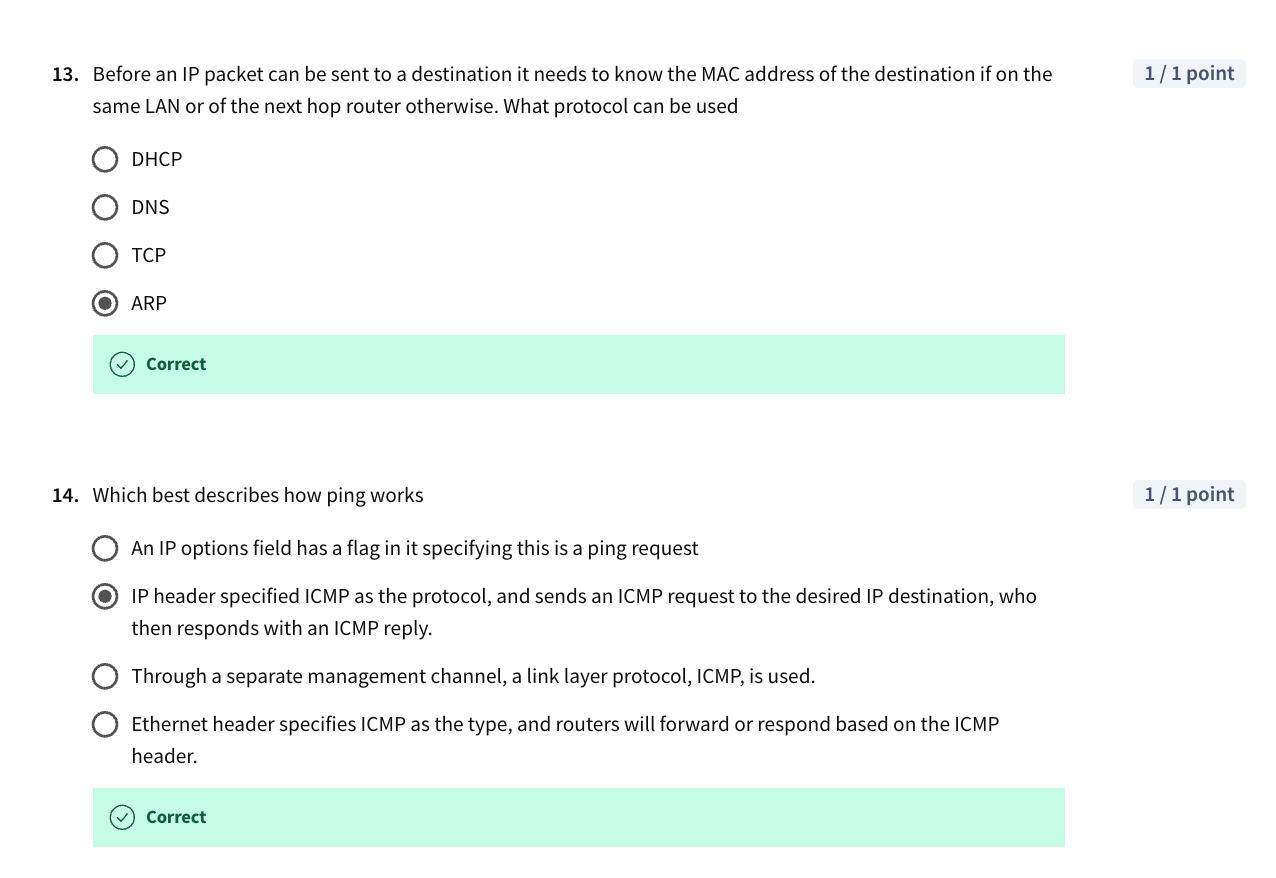 13. Before an IP packet can be sent to a destination it needs to know the MAC address of the destination if on the
1 / 1 point
same LAN or of the next hop router otherwise. What protocol can be used
DHCP
DNS
TCP
ARP
Correct
14. Which best describes how ping works
1 / 1 point
An IP options field has a flag in it specifying this is a ping request
IP header specified ICMP as the protocol, and sends an ICMP request to the desired IP destination, who
then responds with an ICMP reply.
Through a separate management channel, a link layer protocol, ICMP, is used.
Ethernet header specifies ICMP as the type, and routers will forward or respond based on the ICMP
header.
Correct